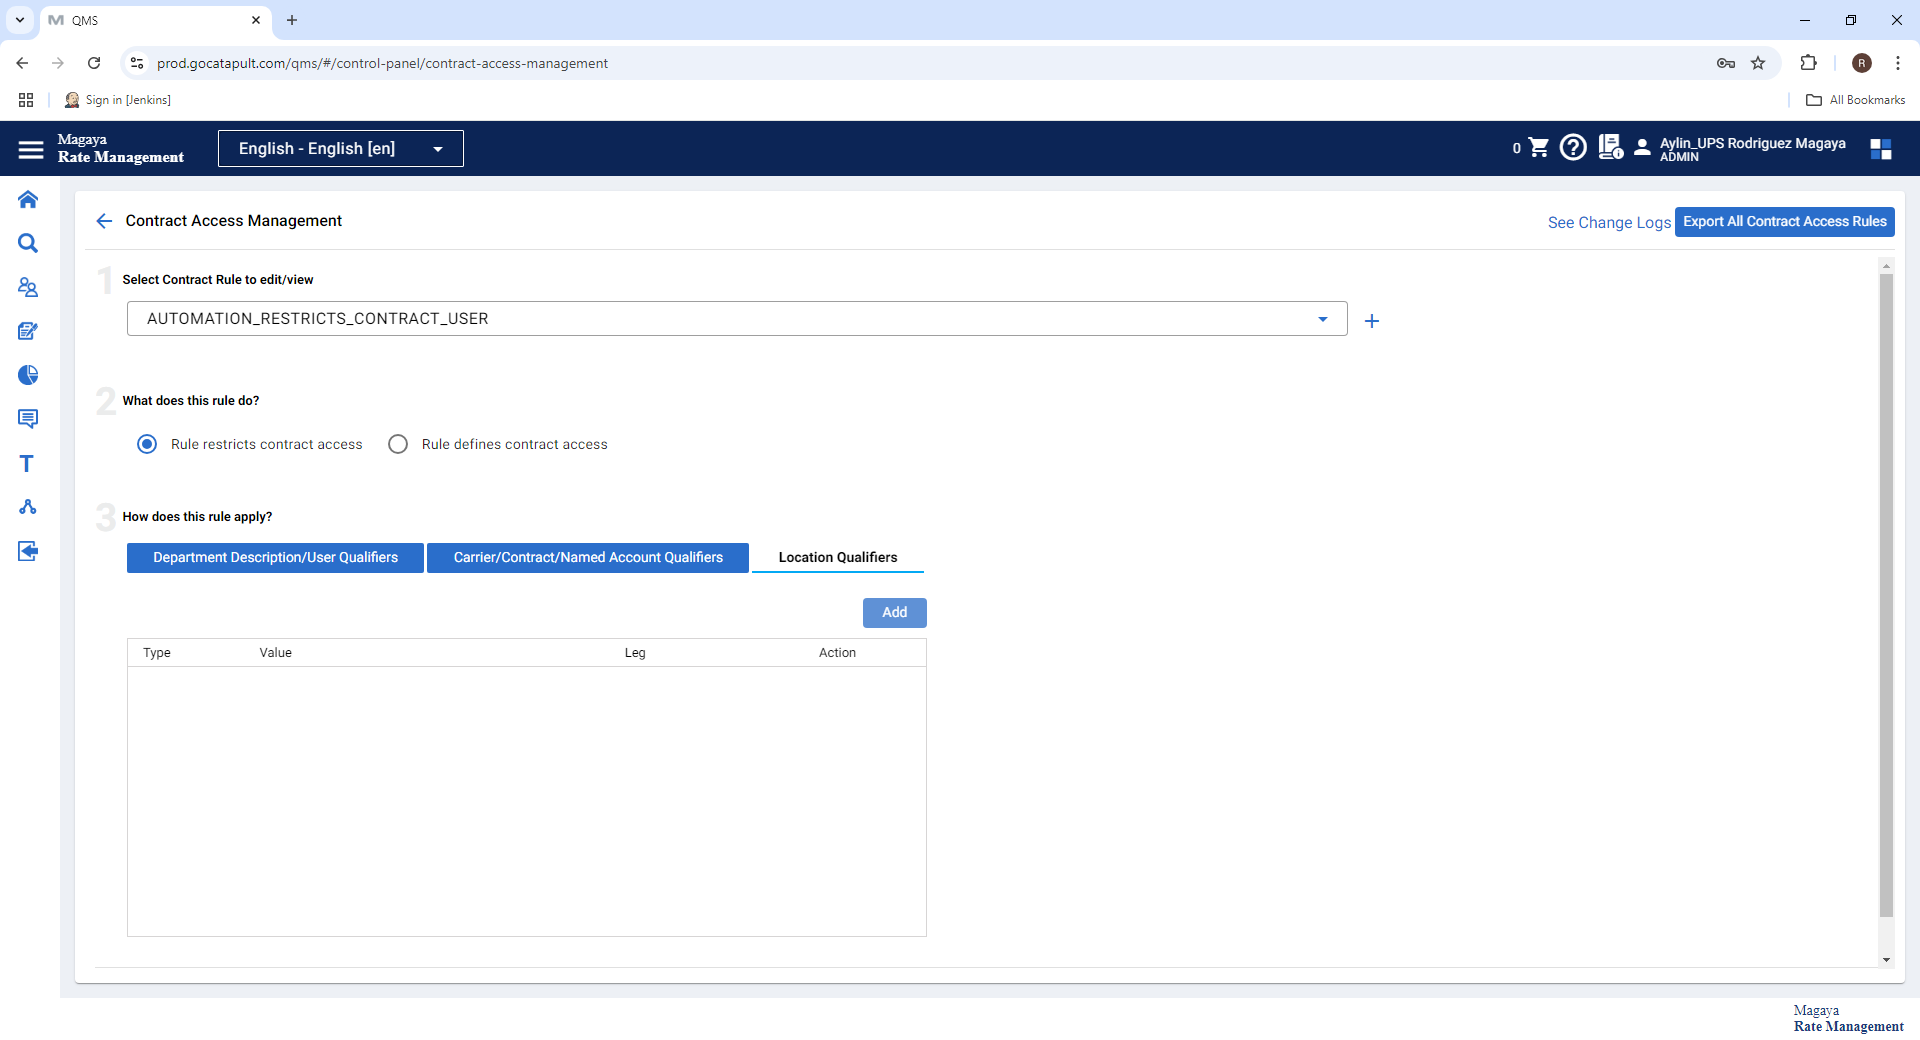 QMS
prod.gocatapult.com/qms/#/control-panel/contract-access-management
R
Sign in [Jenkins]
All Bookmarks
Magaya
Rate Management
English - English [en]
0
Aylin_UPS Rodriguez Magaya
ADMIN
Contract Access Management
See Change Logs
Export All Contract Access Rules
1 Select Contract Rule to edit/view
AUTOMATION_RESTRICTS_CONTRACT_USER
2 What does this rule do?
Rule restricts contract access
Rule defines contract access
3 How does this rule apply?
Department Description/User Qualifiers
Carrier/Contract/Named Account Qualifiers
Location Qualifiers
Add
Type Value Leg Action
Magaya
Rate Management